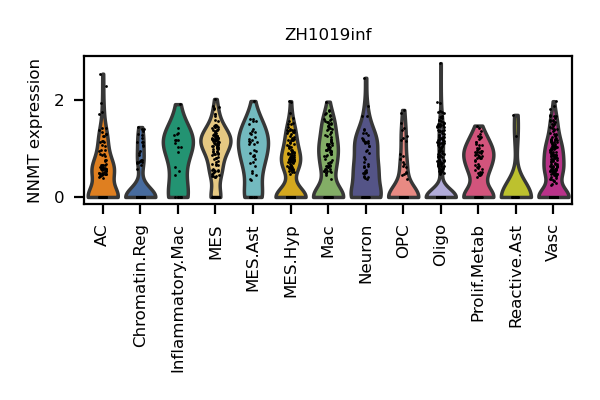 ZH1019inf
NNMT expression
2
0
AC
Chromatin.Reg
Inflammatory.Mac
MES
MES.Ast
MES.Hyp
Mac
Neuron
OPC
Oligo
Prolif.Metab
Reactive.Ast
Vasc